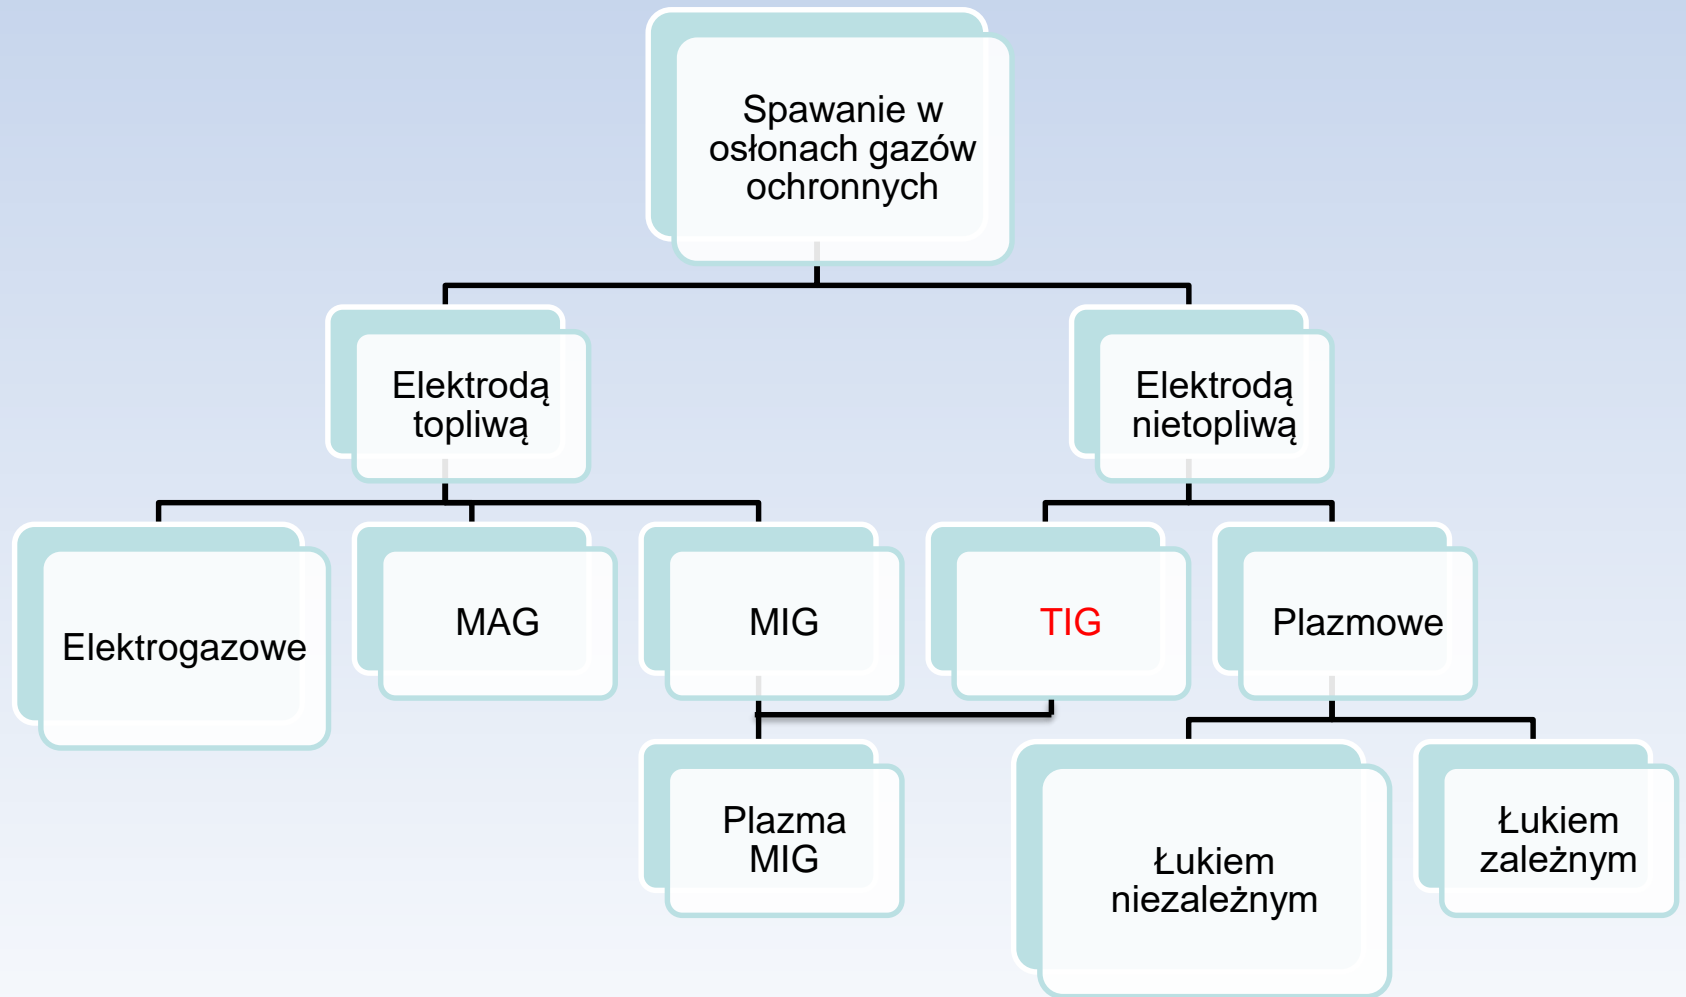 Spawanie w
osłonach gazów
ochronnych
Elektrodą
topliwą
Elektrodą
nietopliwą
Elektrogazowe
MAG
MIG
TIG
Plazmowe
Plazma
MIG
Łukiem
niezależnym
Łukiem
zależnym